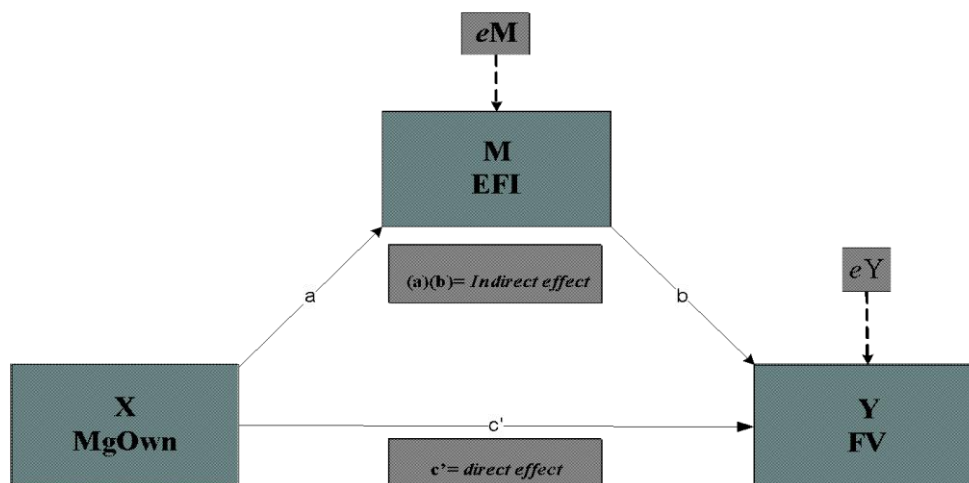 eM
M
EFI
(a)(b)= Indirect effect
eY
a
b
X
MgOwn
c'
Y
FV
c’= direct effect